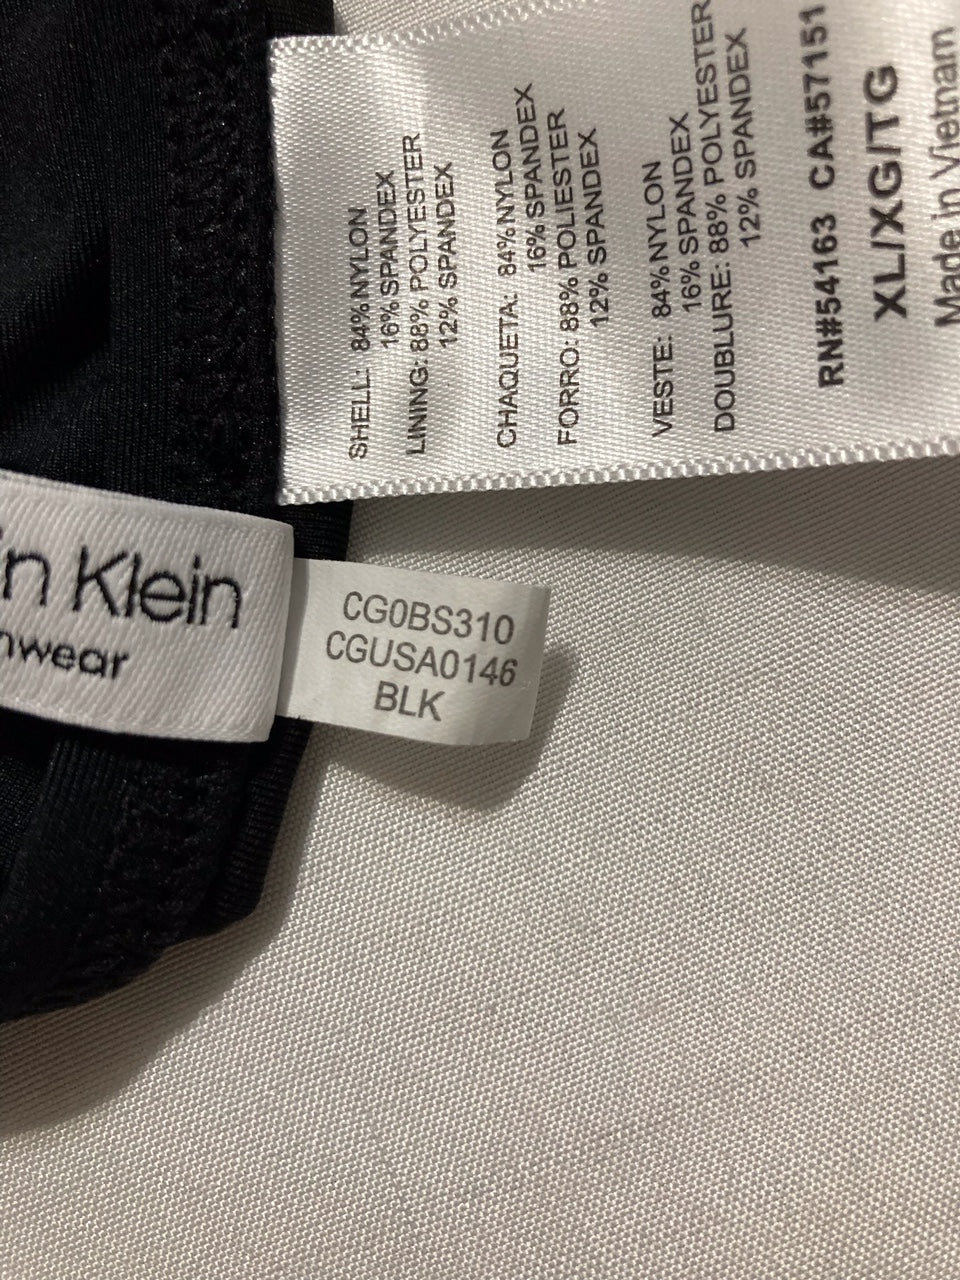 SHELL: 84% NYLON
16% SPANDEX
LINING: 88% POLYESTER
12% SPANDEX
CHAQUETA: 84% NYLON
16% SPANDEX
FORRO: 88% POLIESTER
12% SPANDEX
VESTE: 84% NYLON
16% SPANDEX
DOUBLURE: 88% POLYESTER
12% SPANDEX
RN#54163 CA#57151
XL/XG/TG
Made in Vietnam
in Klein
mwear
CG0BS310
CGUSA0146
BLK